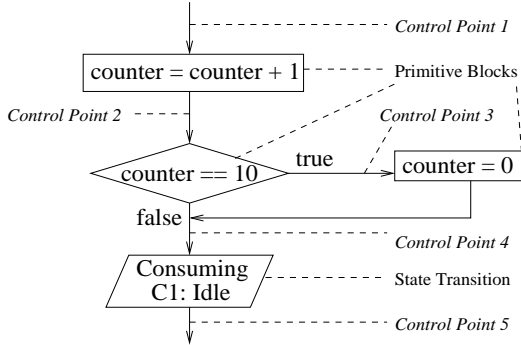 Control Point 1
counter = counter + 1
Primitive Blocks
Control Point 2
Control Point 3
counter == 10
true
counter = 0
false
Control Point 4
Consuming
C1: Idle
State Transition
Control Point 5